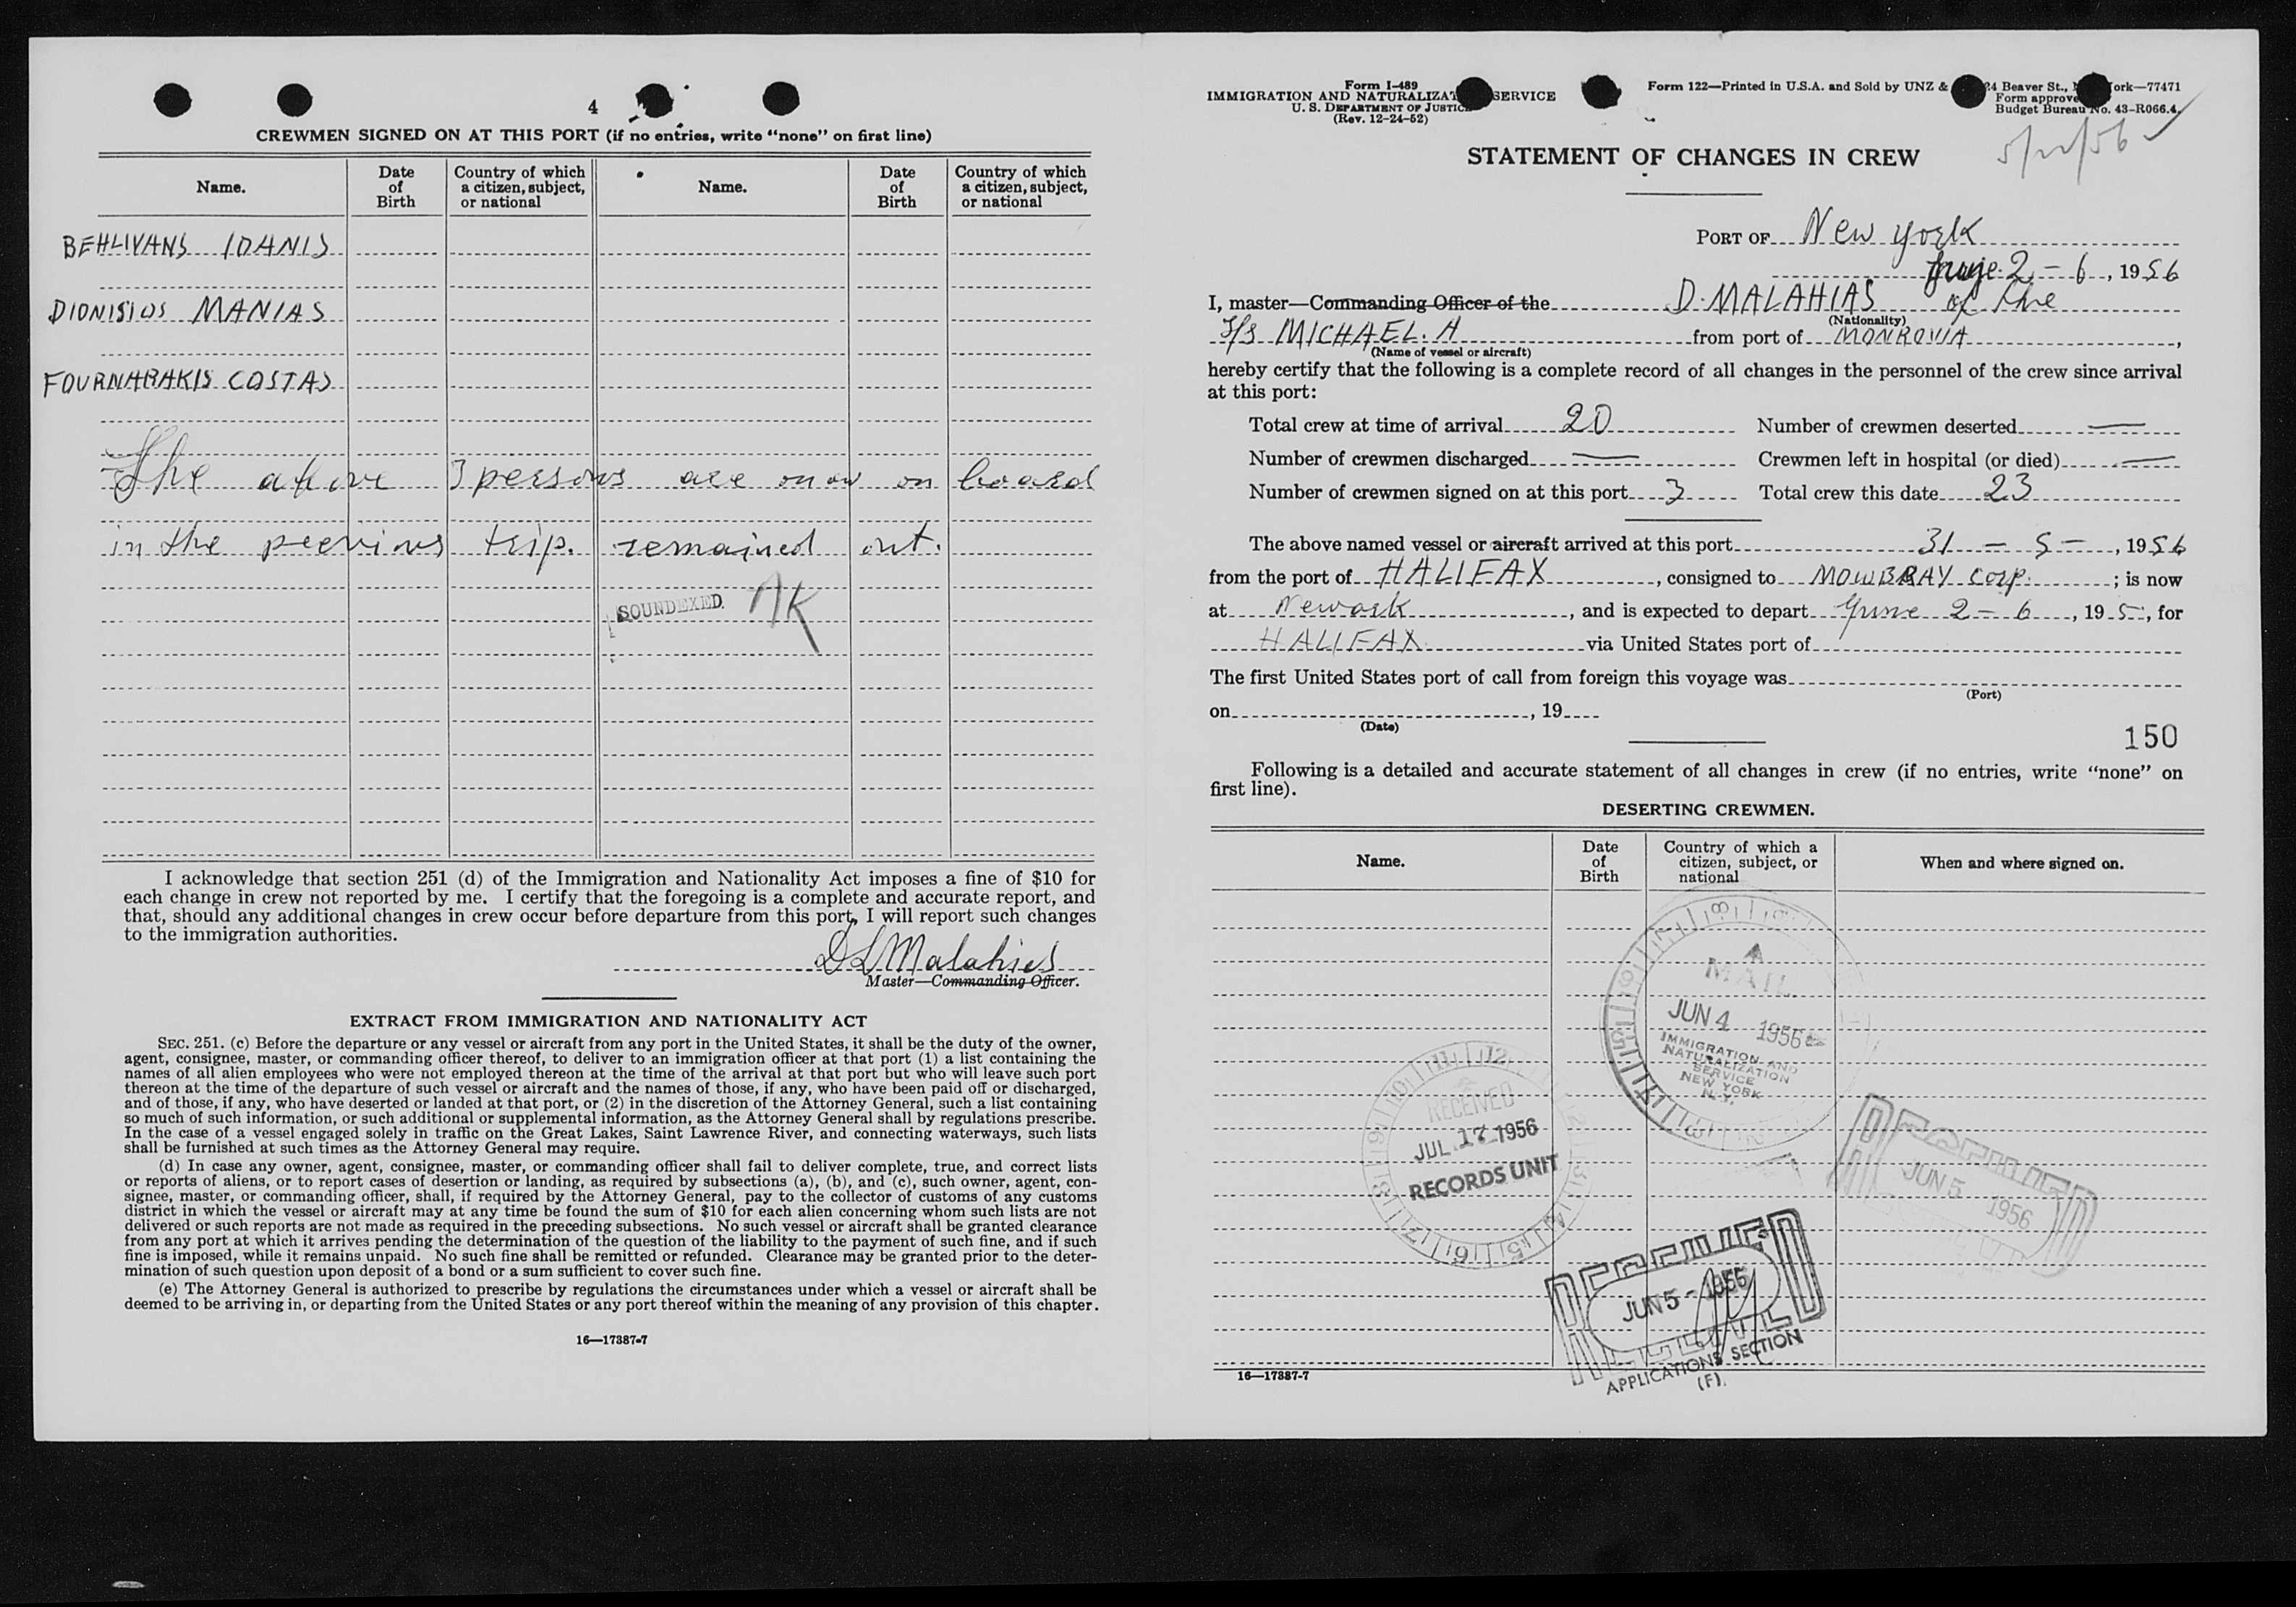 4
CREWMEN SIGNED ON AT THIS PORT (if no entries, write "none" on first line)
Name. Date of Birth Country of which a citizen, subject, or national Name. Date of Birth Country of which a citizen, subject, or national
BEHLIVANS IOANIS
DIONISIOS MANIAS
FOURNARAKIS COSTAS
The above 3 persons are on board
in the previous trip. remained out.
SOUNDEXED NK
I acknowledge that section 251 (d) of the Immigration and Nationality Act imposes a fine of $10 for
each change in crew not reported by me. I certify that the foregoing is a complete and accurate report, and
that, should any additional changes in crew occur before departure from this port, I will report such changes
to the immigration authorities.
DLMalahias
Master—Commanding Officer.
EXTRACT FROM IMMIGRATION AND NATIONALITY ACT
SEC. 251. (c) Before the departure or any vessel or aircraft from any port in the United States, it shall be the duty of the owner,
agent, consignee, master, or commanding officer thereof, to deliver to an immigration officer at that port (1) a list containing the
names of all alien employees who were not employed thereon at the time of the arrival at that port but who will leave such port
thereon at the time of the departure of such vessel or aircraft and the names of those, if any, who have been paid off or discharged,
and of those, if any, who have deserted or landed at that port, or (2) in the discretion of the Attorney General, such a list containing
so much of such information, or such additional or supplemental information, as the Attorney General shall by regulations prescribe.
In the case of a vessel engaged solely in traffic on the Great Lakes, Saint Lawrence River, and connecting waterways, such lists
shall be furnished at such times as the Attorney General may require.
(d) In case any owner, agent, consignee, master, or commanding officer shall fail to deliver complete, true, and correct lists
or reports of aliens, or to report cases of desertion or landing, as required by subsections (a), (b), and (c), such owner, agent, con-
signee, master, or commanding officer, shall, if required by the Attorney General, pay to the collector of customs of any customs
district in which the vessel or aircraft may at any time be found the sum of $10 for each alien concerning whom such lists are not
delivered or such reports are not made as required in the preceding subsections. No such vessel or aircraft shall be granted clearance
from any port at which it arrives pending the determination of the question of the liability to the payment of such fine, and if such
fine is imposed, while it remains unpaid. No such fine shall be remitted or refunded. Clearance may be granted prior to the deter-
mination of such question upon deposit of a bond or a sum sufficient to cover such fine.
(e) The Attorney General is authorized to prescribe by regulations the circumstances under which a vessel or aircraft shall be
deemed to be arriving in, or departing from the United States or any port thereof within the meaning of any provision of this chapter.
16—17387-7
Form I-489
IMMIGRATION AND NATURALIZAT SERVICE
U. S. DEPARTMENT OF JUSTICE
(Rev. 12-24-52)
Form 122—Printed in U.S.A. and Sold by UNZ & 24 Beaver St., ork—77471
Form approve
Budget Bureau No. 43-R066.4.
STATEMENT OF CHANGES IN CREW
PORT OF New York
June 2 - 6, 1956
I, master—Commanding Officer of the D. MALAHIAS of the
(Nationality)
S/S MICHAEL. A from port of MONROVIA,
(Name of vessel or aircraft)
hereby certify that the following is a complete record of all changes in the personnel of the crew since arrival
at this port:
Total crew at time of arrival 20 Number of crewmen deserted —
Number of crewmen discharged — Crewmen left in hospital (or died) —
Number of crewmen signed on at this port 3 Total crew this date 23
The above named vessel or aircraft arrived at this port 31 - 5 -, 1956
from the port of HALIFAX, consigned to MOWBRAY Corp.; is now
at Newark, and is expected to depart June 2 - 6, 195, for
HALIFAX via United States port of
The first United States port of call from foreign this voyage was
(Port)
on , 19
(Date)
150
Following is a detailed and accurate statement of all changes in crew (if no entries, write "none" on
first line).
DESERTING CREWMEN.
Name. Date of Birth Country of which a citizen, subject, or national When and where signed on.
MAIL
JUN 4 1956
IMMIGRATION AND
NATURALIZATION
SERVICE
NEW YORK
N. Y.
RECEIVED
JUL 17 1956
RECORDS UNIT
JUN 5 1956
JUN 5 - 1956
APPLICATIONS SECTION
(F).
16—17387-7